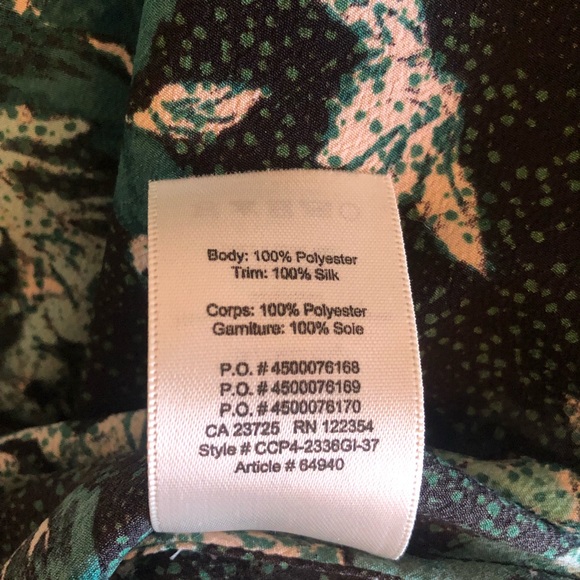 Body: 100% Polyester
Trim: 100% Silk
Corps: 100% Polyester
Garniture: 100% Soie
P.O. # 4500076168
P.O. # 4500076169
P.O. # 4500076170
CA 23725 RN 122354
Style # CCP4-2336GI-37
Article # 64940